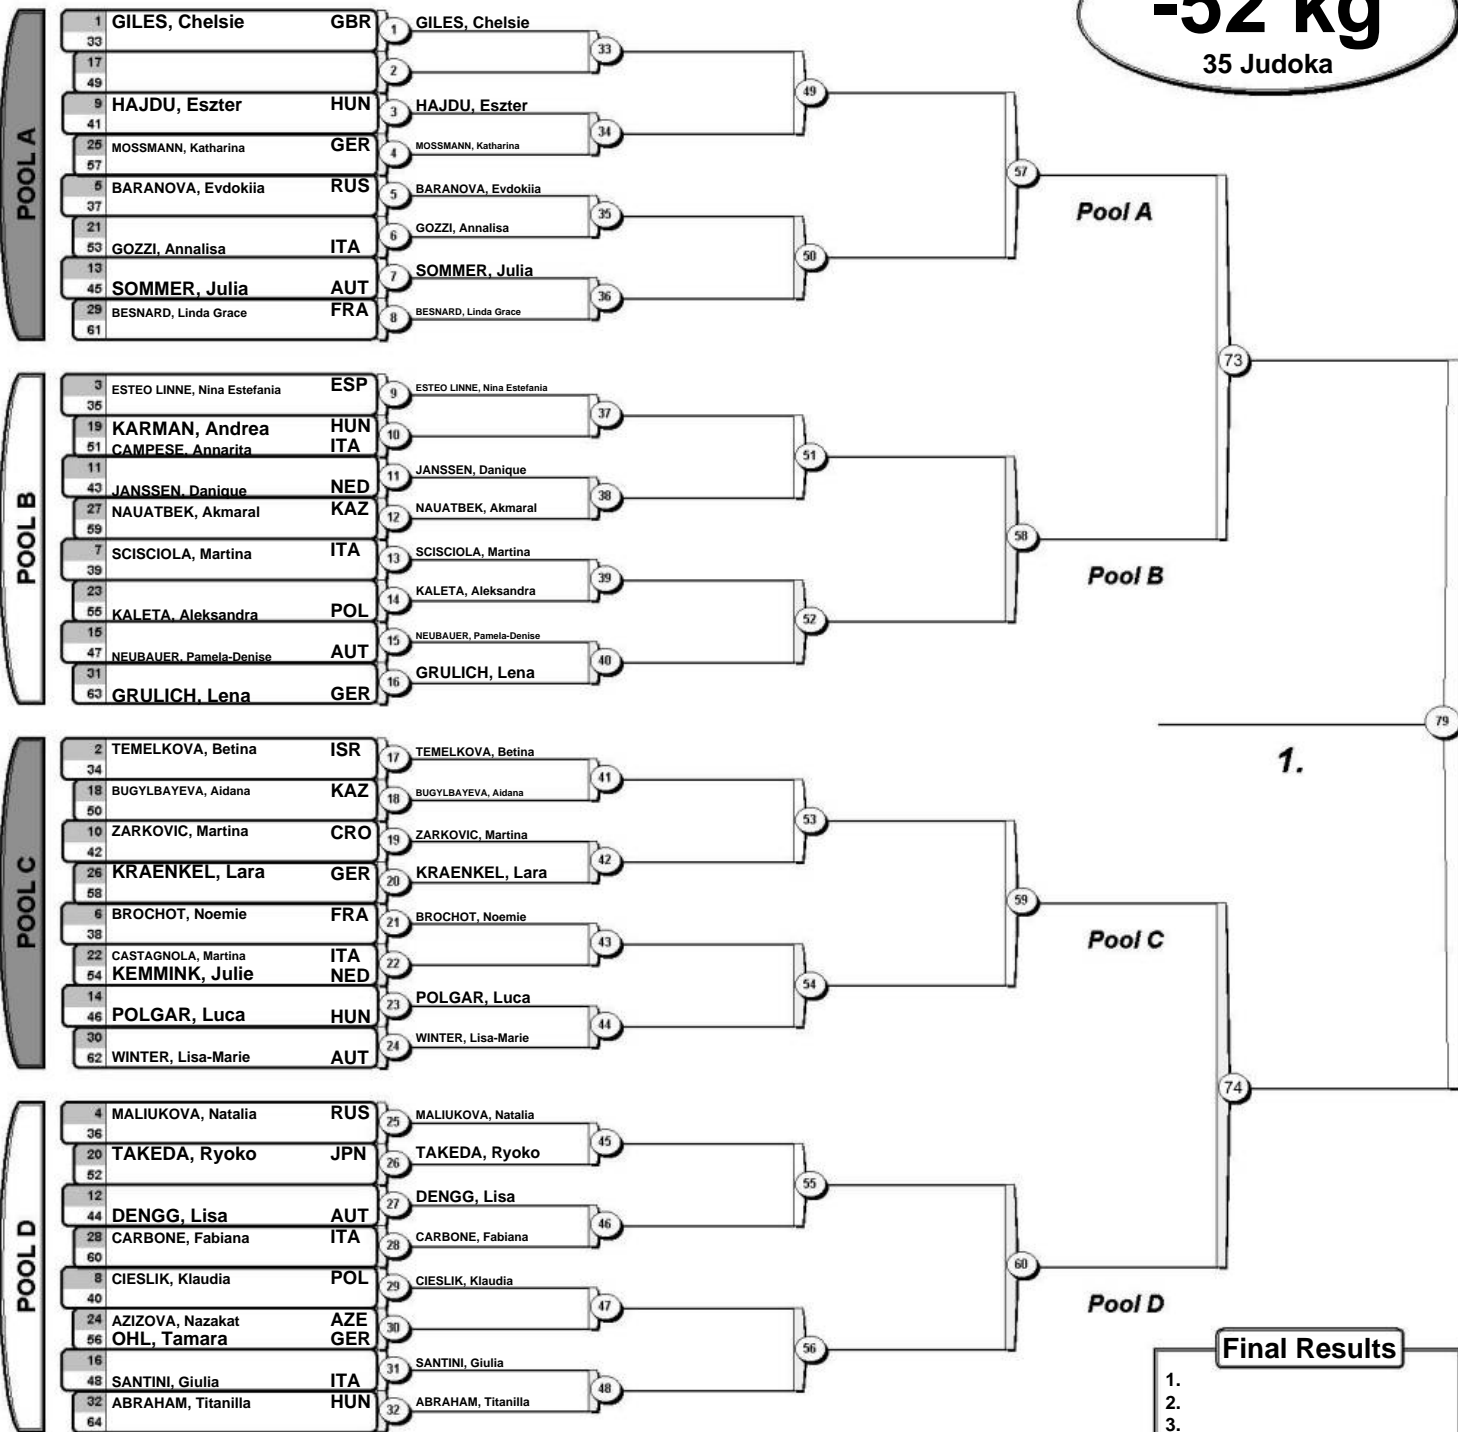 -52 kg
35 Judoka
POOL A
1 GILES, Chelsie GBR 1 GILES, Chelsie
33
33
17
49
2
9 HAJDU, Eszter HUN 3 HAJDU, Eszter
41
34
49
25 MOSSMANN, Katharina GER 4 MOSSMANN, Katharina
57
5 BARANOVA, Evdokiia RUS 5 BARANOVA, Evdokiia
37
35
57
Pool A
21
53 GOZZI, Annalisa ITA 6 GOZZI, Annalisa
50
13
45 SOMMER, Julia AUT 7 SOMMER, Julia
36
29 BESNARD, Linda Grace FRA 8 BESNARD, Linda Grace
61
73
POOL B
3 ESTEO LINNE, Nina Estefania ESP 9 ESTEO LINNE, Nina Estefania
35
37
19 KARMAN, Andrea HUN 10
51 CAMPESE, Annarita ITA
51
11
43 JANSSEN, Danique NED 11 JANSSEN, Danique
38
27 NAUATBEK, Akmaral KAZ 12 NAUATBEK, Akmaral
59
58
7 SCISCIOLA, Martina ITA 13 SCISCIOLA, Martina
39
39
Pool B
23
55 KALETA, Aleksandra POL 14 KALETA, Aleksandra
52
15
47 NEUBAUER, Pamela-Denise AUT 15 NEUBAUER, Pamela-Denise
40
31
63 GRULICH, Lena GER 16 GRULICH, Lena
79
1.
POOL C
2 TEMELKOVA, Betina ISR 17 TEMELKOVA, Betina
34
41
18 BUGYLBAYEVA, Aidana KAZ 18 BUGYLBAYEVA, Aidana
50
53
10 ZARKOVIC, Martina CRO 19 ZARKOVIC, Martina
42
42
26 KRAENKEL, Lara GER 20 KRAENKEL, Lara
58
59
6 BROCHOT, Noemie FRA 21 BROCHOT, Noemie
38
43
Pool C
22 CASTAGNOLA, Martina ITA 22
54 KEMMINK, Julie NED
54
14
46 POLGAR, Luca HUN 23 POLGAR, Luca
44
30
62 WINTER, Lisa-Marie AUT 24 WINTER, Lisa-Marie
74
POOL D
4 MALIUKOVA, Natalia RUS 25 MALIUKOVA, Natalia
36
45
20 TAKEDA, Ryoko JPN 26 TAKEDA, Ryoko
52
55
12
44 DENGG, Lisa AUT 27 DENGG, Lisa
46
28 CARBONE, Fabiana ITA 28 CARBONE, Fabiana
60
60
8 CIESLIK, Klaudia POL 29 CIESLIK, Klaudia
40
47
Pool D
24 AZIZOVA, Nazakat AZE 30
56 OHL, Tamara GER
56
16
48 SANTINI, Giulia ITA 31 SANTINI, Giulia
48
32 ABRAHAM, Titanilla HUN 32 ABRAHAM, Titanilla
64
Final Results
1.
2.
3.